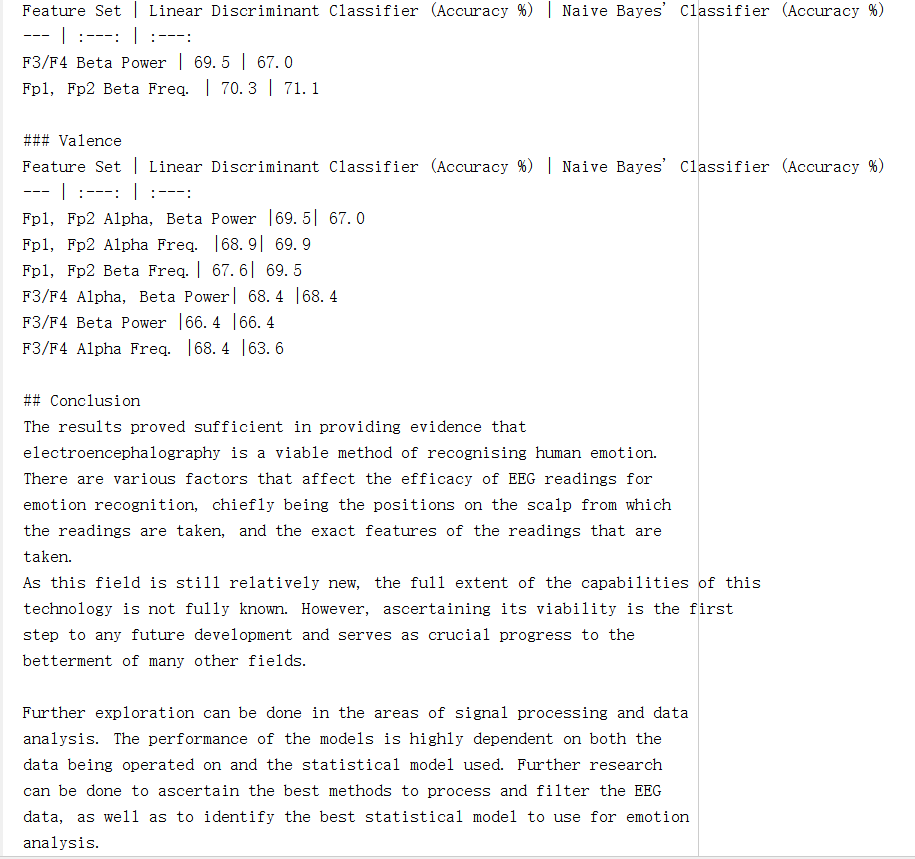 Feature Set | Linear Discriminant Classifier (Accuracy %) | Naive Bayes’ Classifier (Accuracy %)
--- | :---: | :---:
F3/F4 Beta Power | 69.5 | 67.0
Fp1, Fp2 Beta Freq. | 70.3 | 71.1
### Valence
Feature Set | Linear Discriminant Classifier (Accuracy %) | Naive Bayes’ Classifier (Accuracy %)
--- | :---: | :---:
Fp1, Fp2 Alpha, Beta Power |69.5| 67.0
Fp1, Fp2 Alpha Freq. |68.9| 69.9
Fp1, Fp2 Beta Freq.| 67.6| 69.5
F3/F4 Alpha, Beta Power| 68.4 |68.4
F3/F4 Beta Power |66.4 |66.4
F3/F4 Alpha Freq. |68.4 |63.6
## Conclusion
The results proved sufficient in providing evidence that
electroencephalography is a viable method of recognising human emotion.
There are various factors that affect the efficacy of EEG readings for
emotion recognition, chiefly being the positions on the scalp from which
the readings are taken, and the exact features of the readings that are
taken.
As this field is still relatively new, the full extent of the capabilities of this
technology is not fully known. However, ascertaining its viability is the first
step to any future development and serves as crucial progress to the
betterment of many other fields.
Further exploration can be done in the areas of signal processing and data
analysis. The performance of the models is highly dependent on both the
data being operated on and the statistical model used. Further research
can be done to ascertain the best methods to process and filter the EEG
data, as well as to identify the best statistical model to use for emotion
analysis.